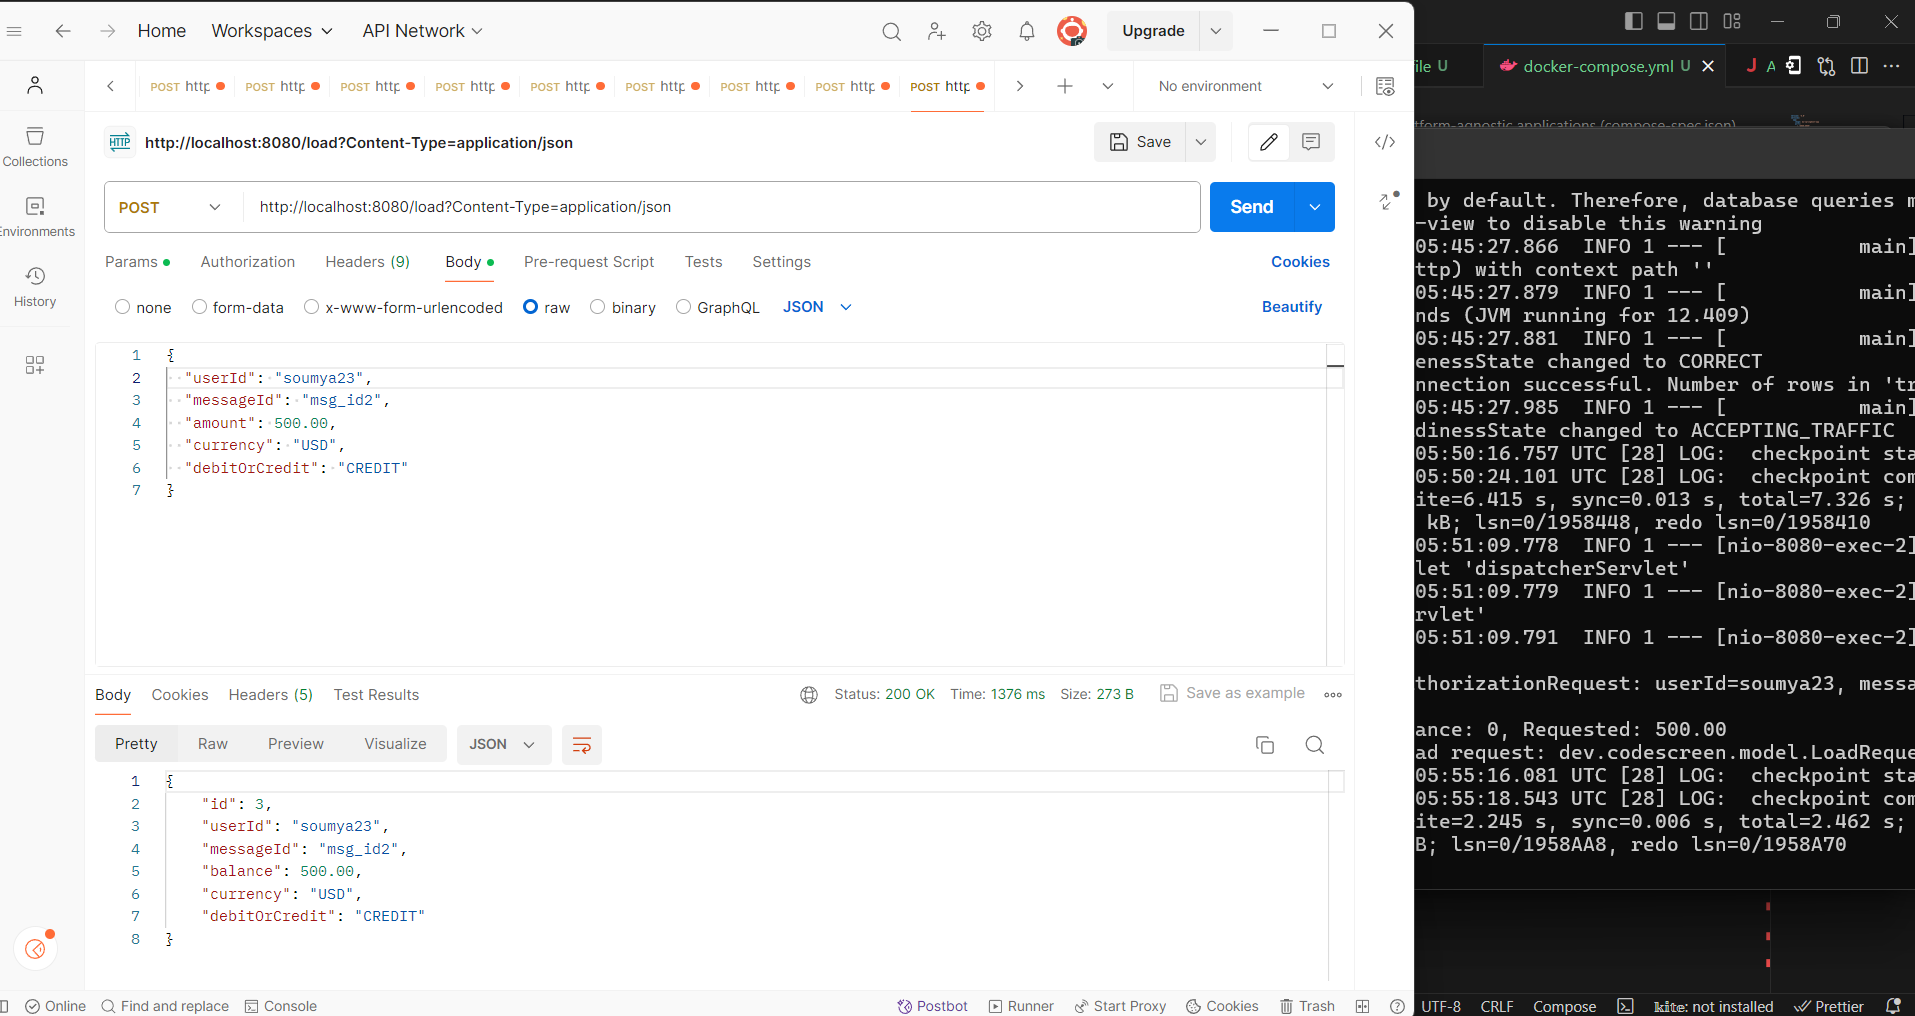 Home Workspaces API Network Upgrade
POST http POST http POST http POST http POST http POST http POST http POST http POST http No environment
HTTP http://localhost:8080/load?Content-Type=application/json Save
POST http://localhost:8080/load?Content-Type=application/json Send
Params Authorization Headers (9) Body Pre-request Script Tests Settings Cookies
none form-data x-www-form-urlencoded raw binary GraphQL JSON Beautify
1 {
2 "userId": "soumya23",
3 "messageId": "msg_id2",
4 "amount": 500.00,
5 "currency": "USD",
6 "debitOrCredit": "CREDIT"
7 }
Body Cookies Headers (5) Test Results Status: 200 OK Time: 1376 ms Size: 273 B Save as example
Pretty Raw Preview Visualize JSON
1 {
2 "id": 3,
3 "userId": "soumya23",
4 "messageId": "msg_id2",
5 "balance": 500.00,
6 "currency": "USD",
7 "debitOrCredit": "CREDIT"
8 }
Collections
Environments
History
Online Find and replace Console Postbot Runner Start Proxy Cookies Trash
ile U docker-compose.yml U J A
tform-agnostic applications (compose-spec.json)
by default. Therefore, database queries m
-view to disable this warning
05:45:27.866 INFO 1 --- [ main]
ttp) with context path ''
05:45:27.879 INFO 1 --- [ main]
nds (JVM running for 12.409)
05:45:27.881 INFO 1 --- [ main]
enessState changed to CORRECT
nnection successful. Number of rows in 'tr
05:45:27.985 INFO 1 --- [ main]
dinessState changed to ACCEPTING_TRAFFIC
05:50:16.757 UTC [28] LOG: checkpoint sta
05:50:24.101 UTC [28] LOG: checkpoint com
ite=6.415 s, sync=0.013 s, total=7.326 s;
kB; lsn=0/1958448, redo lsn=0/1958410
05:51:09.778 INFO 1 --- [nio-8080-exec-2]
let 'dispatcherServlet'
05:51:09.779 INFO 1 --- [nio-8080-exec-2]
rvlet'
05:51:09.791 INFO 1 --- [nio-8080-exec-2]
thorizationRequest: userId=soumya23, messa
ance: 0, Requested: 500.00
ad request: dev.codescreen.model.LoadReque
05:55:16.081 UTC [28] LOG: checkpoint sta
05:55:18.543 UTC [28] LOG: checkpoint com
ite=2.245 s, sync=0.006 s, total=2.462 s;
B; lsn=0/1958AA8, redo lsn=0/1958A70
UTF-8 CRLF Compose kite: not installed Prettier